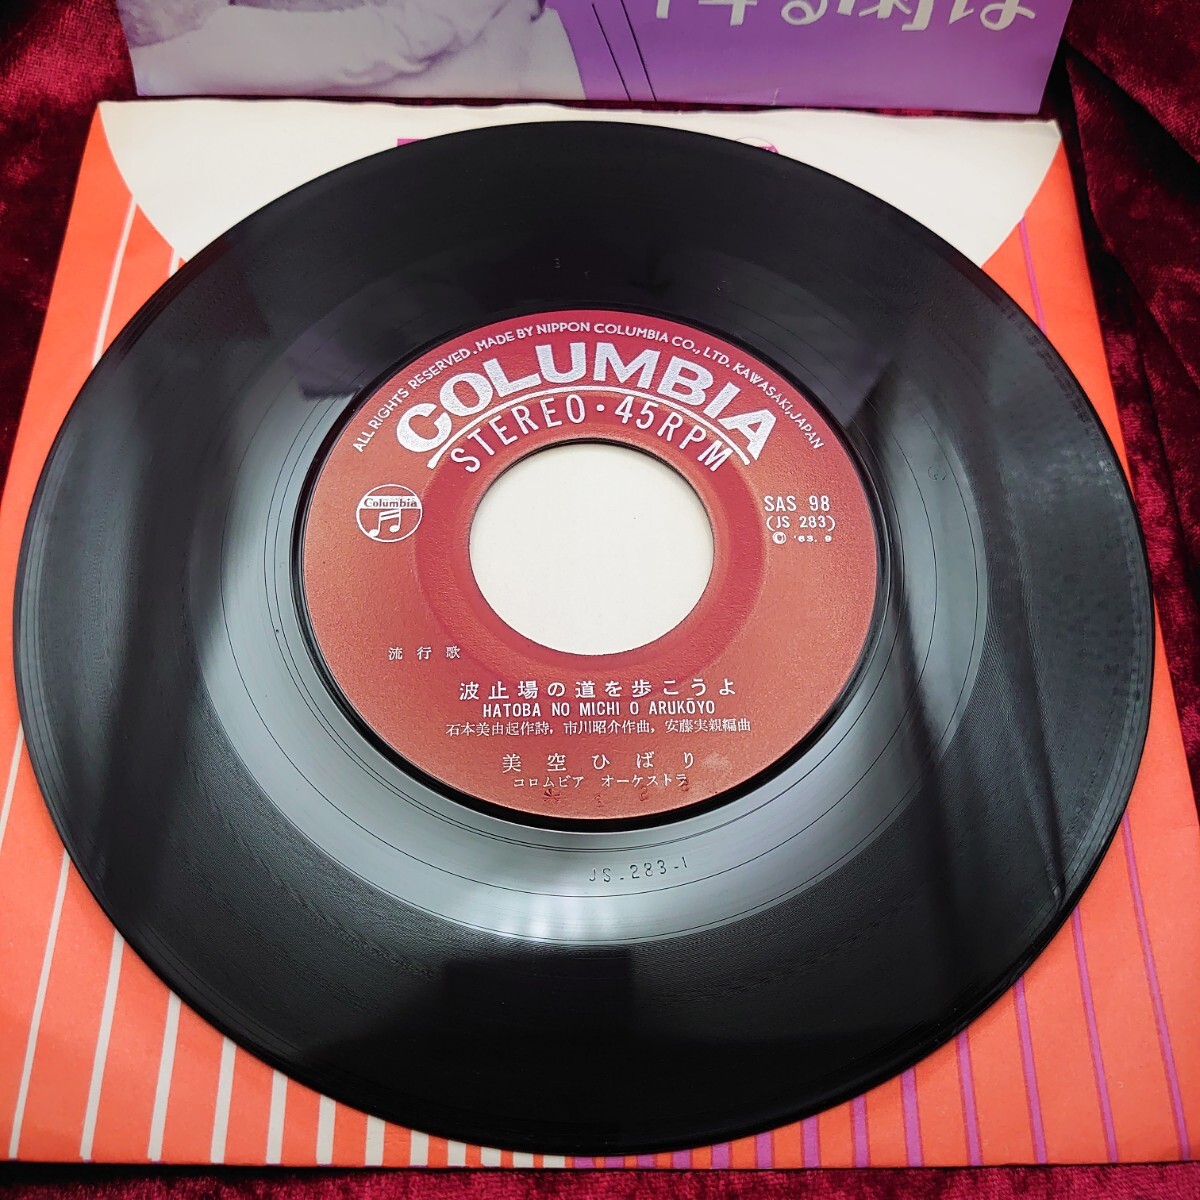 ALL RIGHTS RESERVED. MADE BY NIPPON COLUMBIA CO., LTD. KAWASAKI, JAPAN
COLUMBIA
STEREO・45RPM
Columbia
SAS 98
(JS 283)
Ⓒ '63. 9
流行歌
波止場の道を歩こうよ
HATOBA NO MICHI O ARUKŌYO
石本美由起作詩, 市川昭介作曲, 安藤実親編曲
美空ひばり
コロムビア オーケストラ
JS-283-1